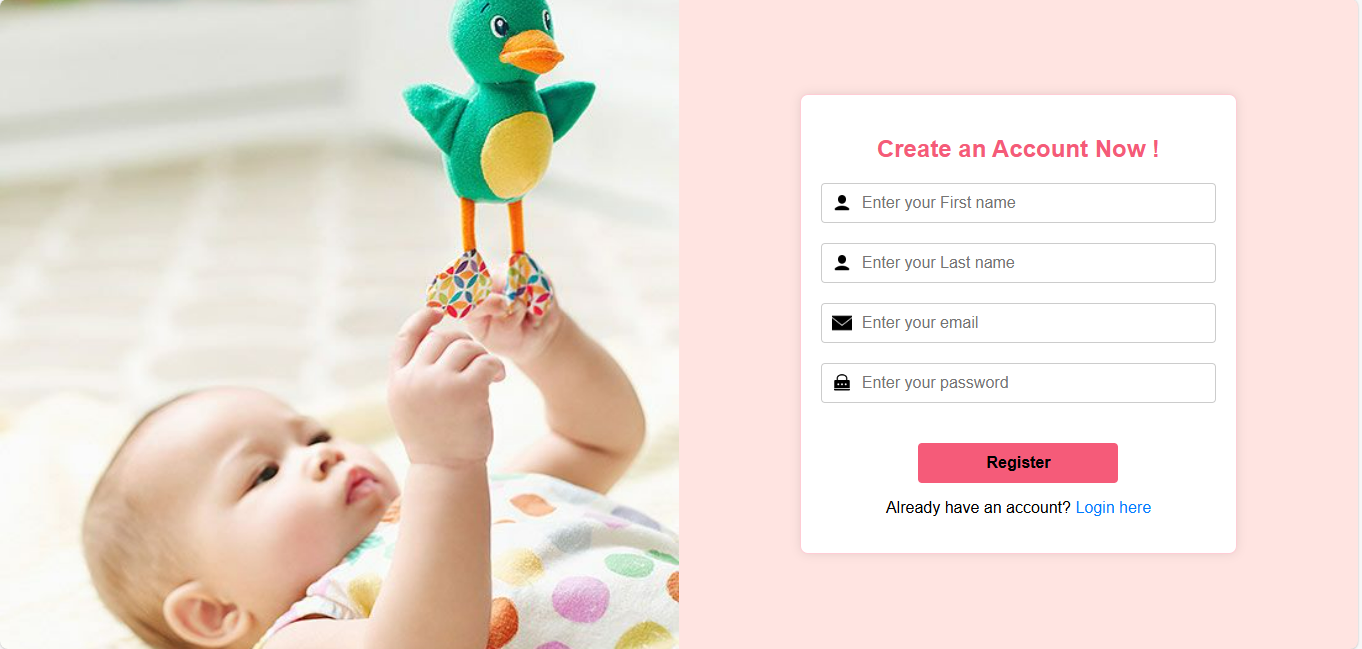 Create an Account Now !
Enter your First name
Enter your Last name
Enter your email
Enter your password
Register
Already have an account? Login here